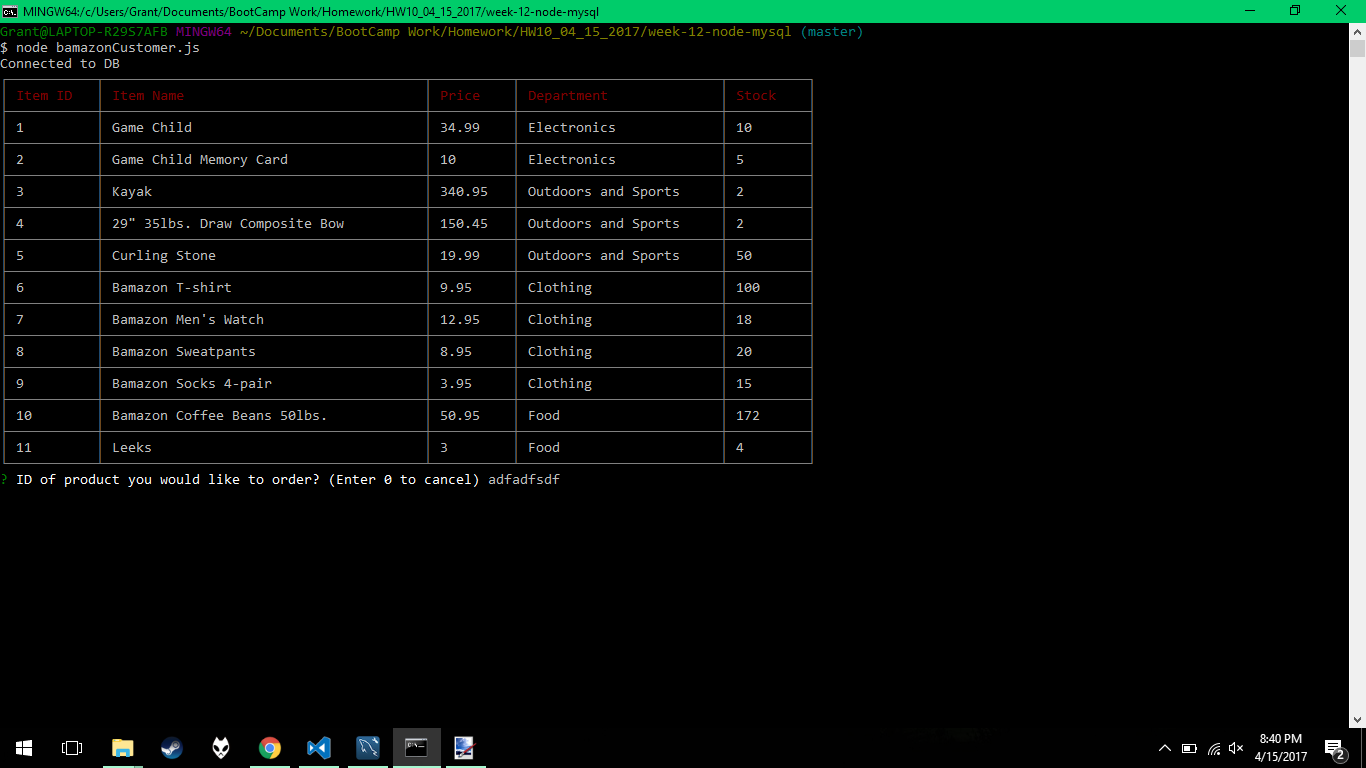 MINGW64:/c/Users/Grant/Documents/BootCamp Work/Homework/HW10_04_15_2017/week-12-node-mysql
Grant@LAPTOP-R29S7AFB MINGW64 ~/Documents/BootCamp Work/Homework/HW10_04_15_2017/week-12-node-mysql (master)
$ node bamazonCustomer.js
Connected to DB
Item ID Item Name Price Department Stock
1 Game Child 34.99 Electronics 10
2 Game Child Memory Card 10 Electronics 5
3 Kayak 340.95 Outdoors and Sports 2
4 29" 35lbs. Draw Composite Bow 150.45 Outdoors and Sports 2
5 Curling Stone 19.99 Outdoors and Sports 50
6 Bamazon T-shirt 9.95 Clothing 100
7 Bamazon Men's Watch 12.95 Clothing 18
8 Bamazon Sweatpants 8.95 Clothing 20
9 Bamazon Socks 4-pair 3.95 Clothing 15
10 Bamazon Coffee Beans 50lbs. 50.95 Food 172
11 Leeks 3 Food 4
? ID of product you would like to order? (Enter 0 to cancel) adfadfsdf
8:40 PM
4/15/2017
2